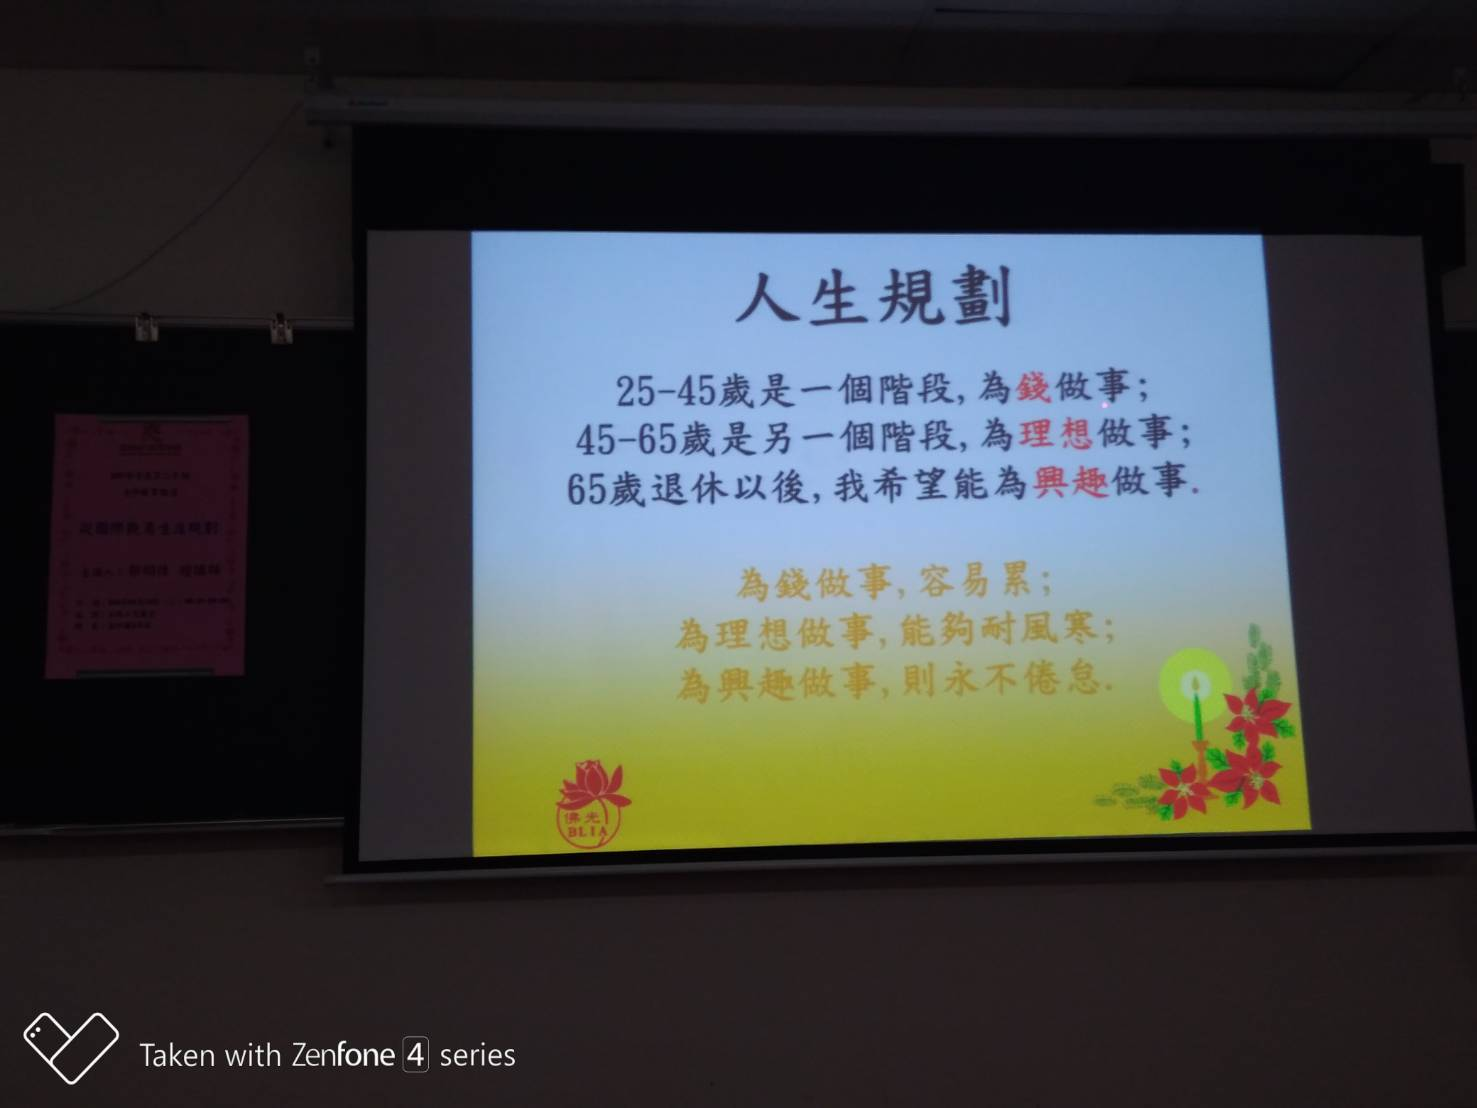 人生規劃
25-45歲是一個階段,為錢做事;
45-65歲是另一個階段,為理想做事;
65歲退休以後,我希望能為興趣做事.
為錢做事,容易累;
為理想做事,能夠耐風寒;
為興趣做事,則永不倦怠.
佛光
BLIA
Taken with Zenfone 4 series